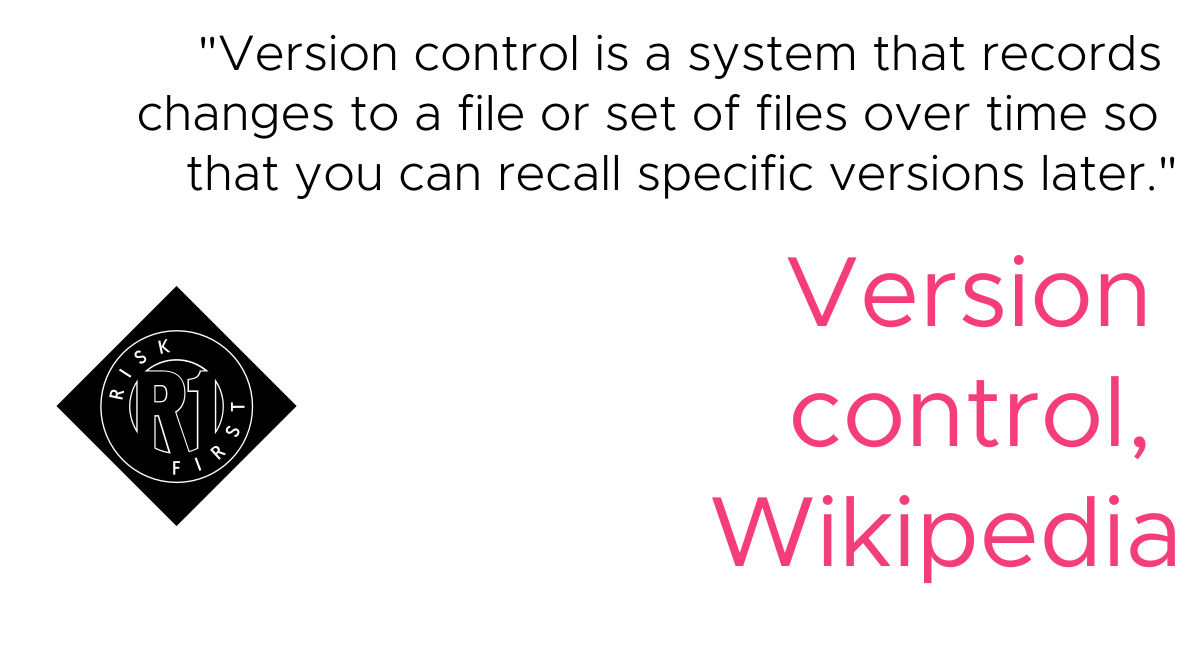 "Version control is a system that records
changes to a file or set of files over time so
that you can recall specific versions later."
Version
control,
Wikipedia
RISK
R1
FIRST